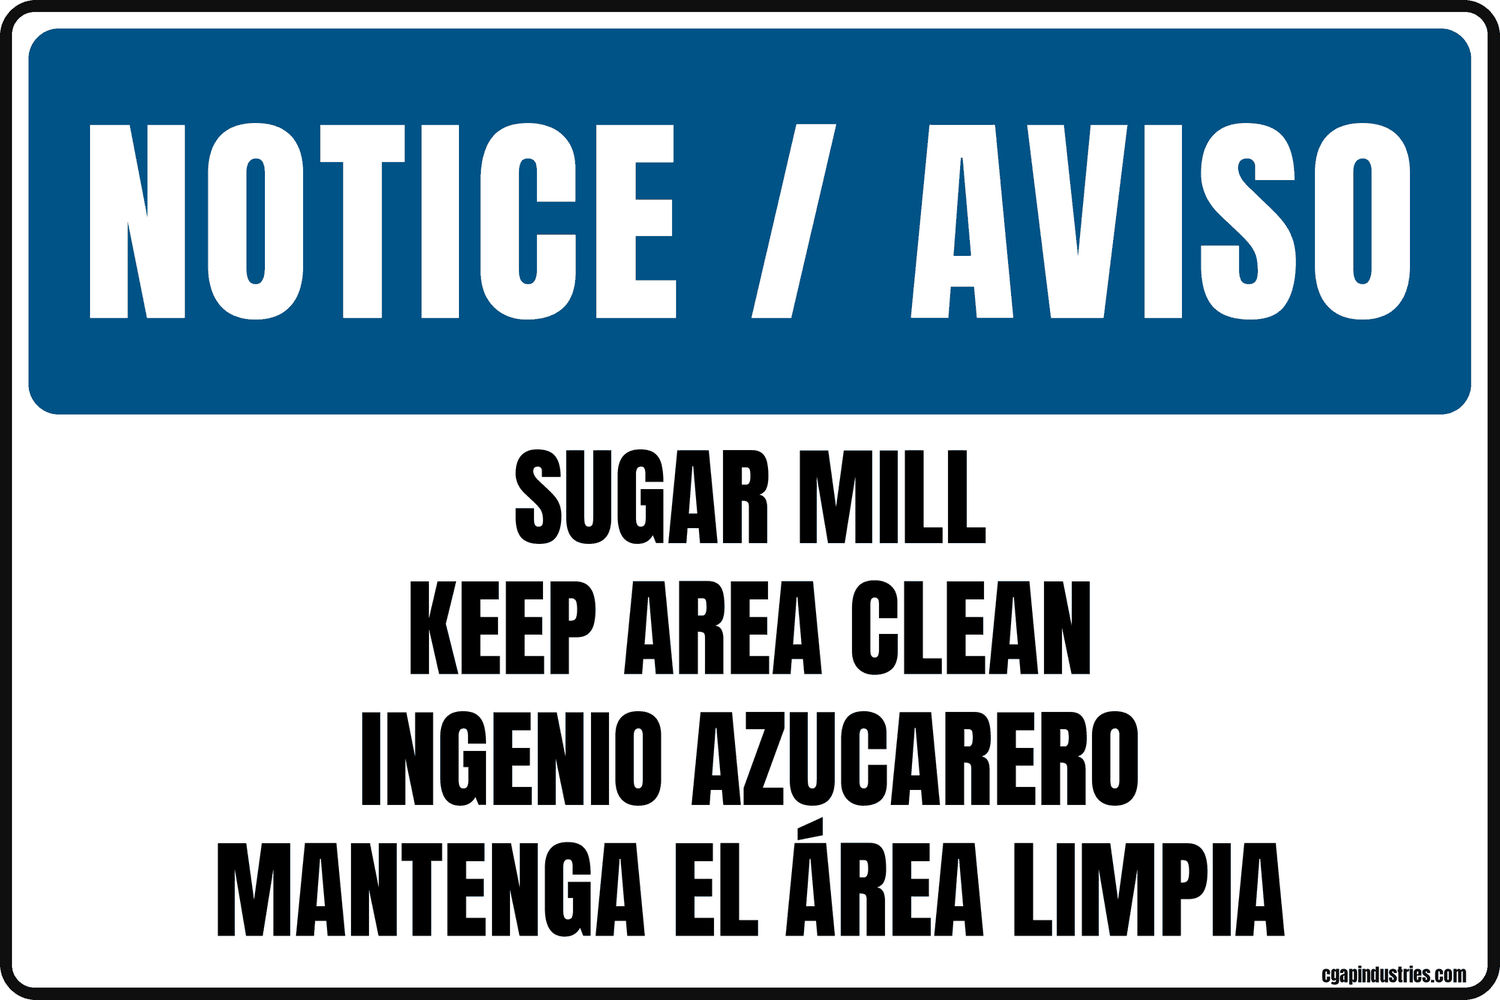 NOTICE / AVISO
SUGAR MILL
KEEP AREA CLEAN
INGENIO AZUCARERO
MANTENGA EL ÁREA LIMPIA
cgapindustries.com